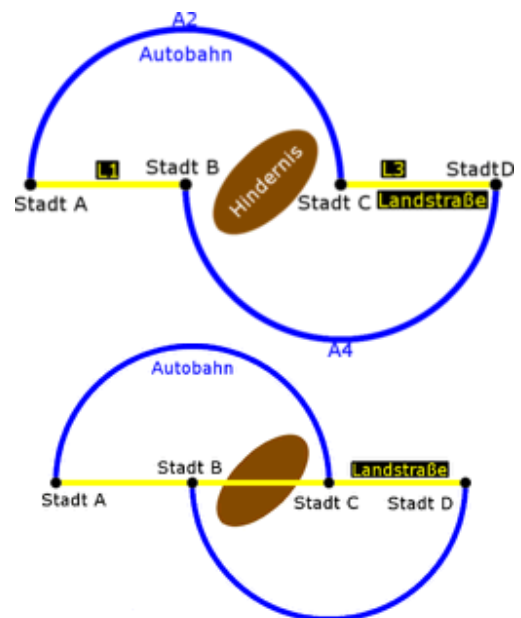 A2
Autobahn
L1
Stadt B
Hindernis
L3
StadtD
Stadt A
Stadt C
Landstraße
A4
Autobahn
Stadt B
Landstraße
Stadt A
Stadt C
Stadt D